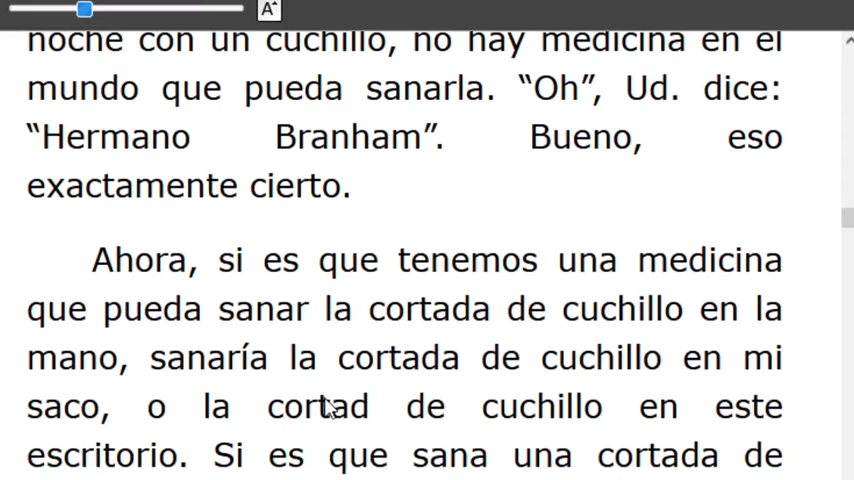 A
noche con un cuchillo, no hay medicina en el
mundo que pueda sanarla. “Oh”, Ud. dice:
“Hermano Branham”. Bueno, eso
exactamente cierto.
Ahora, si es que tenemos una medicina
que pueda sanar la cortada de cuchillo en la
mano, sanaría la cortada de cuchillo en mi
saco, o la cortad de cuchillo en este
escritorio. Si es que sana una cortada de